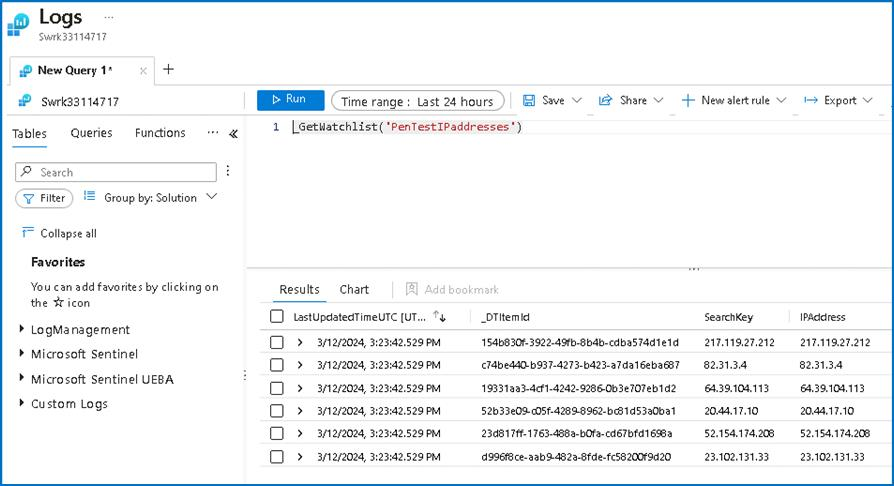 Logs ...
Swrk33114717
New Query 1* × +
Swrk33114717
Run Time range : Last 24 hours Save Share New alert rule Export
Tables Queries Functions ... «
1 _GetWatchlist('PenTestIPaddresses')
Search
Filter Group by: Solution
Collapse all
Favorites
You can add favorites by clicking on
the ☆ icon
LogManagement
Microsoft Sentinel
Microsoft Sentinel UEBA
Custom Logs
Results Chart Add bookmark
LastUpdatedTimeUTC [UT... ↑↓ _DTItemId SearchKey IPAddress
3/12/2024, 3:23:42.529 PM 154b830f-3922-49fb-8b4b-cdba574d1e1d 217.119.27.212 217.119.27.212
3/12/2024, 3:23:42.529 PM c74be440-b937-4273-b423-a7da16eba687 82.31.3.4 82.31.3.4
3/12/2024, 3:23:42.529 PM 19331aa3-4cf1-4242-9286-0b3e707eb1d2 64.39.104.113 64.39.104.113
3/12/2024, 3:23:42.529 PM 52b33e09-c05f-4289-8962-bc81d53a0ba1 20.44.17.10 20.44.17.10
3/12/2024, 3:23:42.529 PM 23d817ff-1763-488a-b0fa-cd67bfd1698a 52.154.174.208 52.154.174.208
3/12/2024, 3:23:42.529 PM d996f8ce-aab9-482a-8fde-fc58200f9d20 23.102.131.33 23.102.131.33